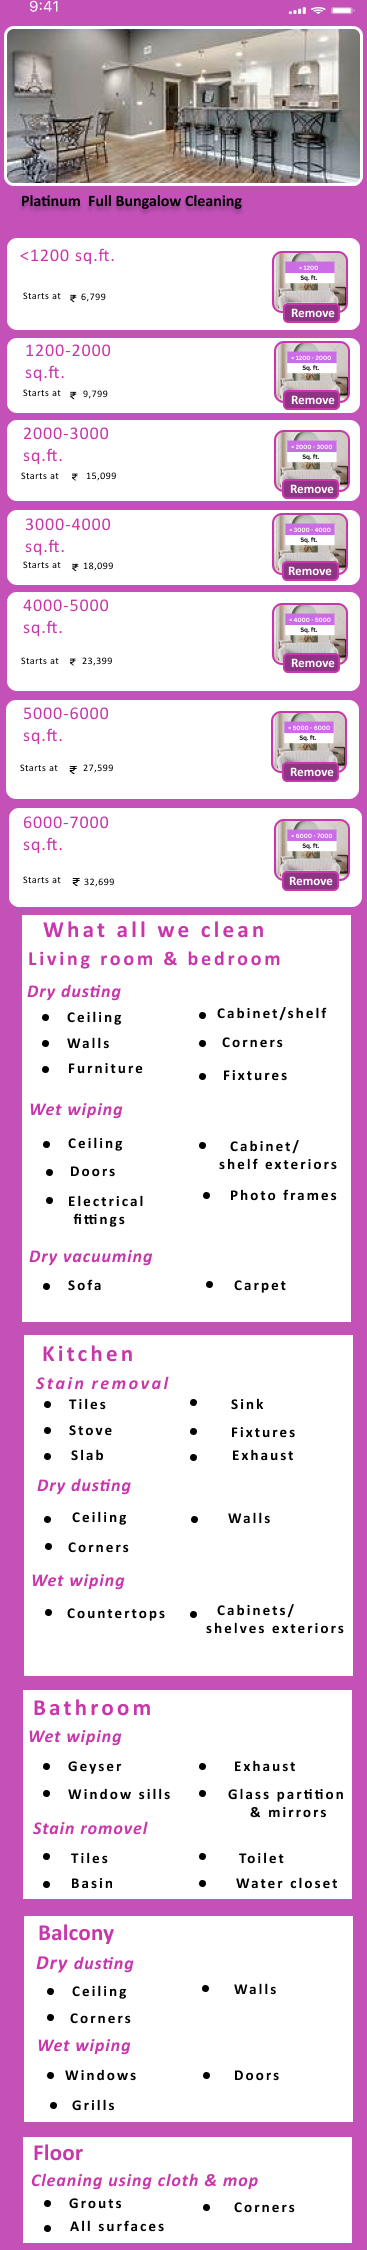 9:41
Platinum Full Bungalow Cleaning
<1200 sq.ft.
Starts at ₹ 6,799
<1200
Sq. ft.
Remove
1200-2000
sq.ft.
Starts at ₹ 9,799
<1200 - 2000
Sq. ft.
Remove
2000-3000
sq.ft.
Starts at ₹ 15,099
<2000 - 3000
Sq. ft.
Remove
3000-4000
sq.ft.
Starts at ₹ 18,099
<3000 - 4000
Sq. ft.
Remove
4000-5000
sq.ft.
Starts at ₹ 23,399
<4000 - 5000
Sq. ft.
Remove
5000-6000
sq.ft.
Starts at ₹ 27,599
<5000 - 6000
Sq. ft.
Remove
6000-7000
sq.ft.
Starts at ₹ 32,699
<6000 - 7000
Sq. ft.
Remove
What all we clean
Living room & bedroom
Dry dusting
• Ceiling
• Cabinet/shelf
• Walls
• Corners
• Furniture
• Fixtures
Wet wiping
• Ceiling
• Cabinet/
shelf exteriors
• Doors
• Electrical
fittings
• Photo frames
Dry vacuuming
• Sofa
• Carpet
Kitchen
Stain removal
• Tiles
• Sink
• Stove
• Fixtures
• Slab
• Exhaust
Dry dusting
• Ceiling
• Walls
• Corners
Wet wiping
• Countertops
• Cabinets/
shelves exteriors
Bathroom
Wet wiping
• Geyser
• Exhaust
• Window sills
• Glass partition
& mirrors
Stain romovel
• Tiles
• Toilet
• Basin
• Water closet
Balcony
Dry dusting
• Ceiling
• Walls
• Corners
Wet wiping
• Windows
• Doors
• Grills
Floor
Cleaning using cloth & mop
• Grouts
• Corners
• All surfaces